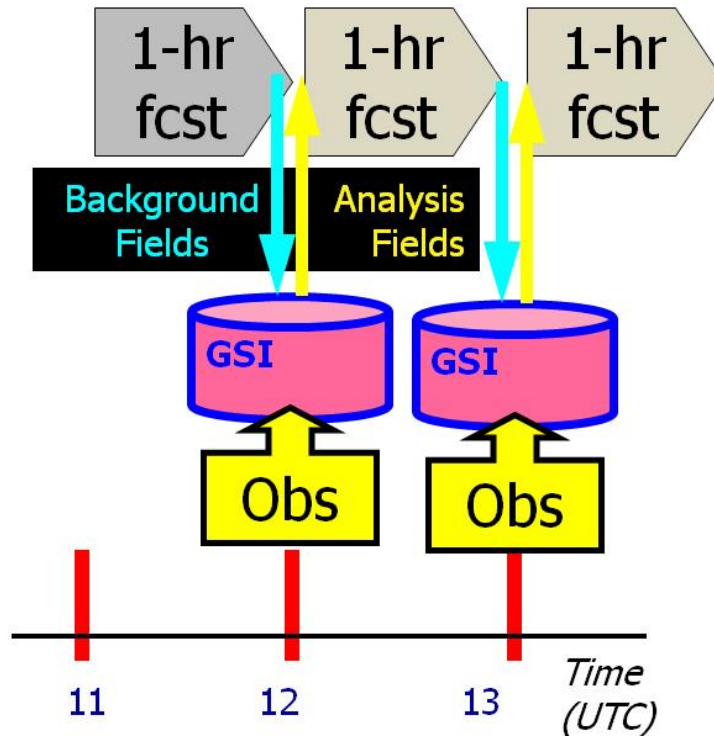 1-hr
fcst
1-hr
fcst
1-hr
fcst
Background
Fields
Analysis
Fields
GSI
GSI
Obs
Obs
11
12
13
Time
(UTC)